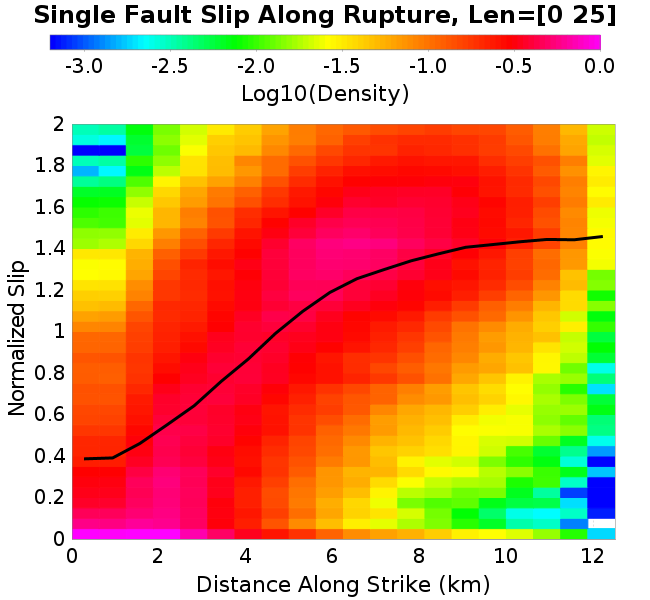 Single Fault Slip Along Rupture, Len=[0 25]
-3.0 -2.5 -2.0 -1.5 -1.0 -0.5 0.0
Log10(Density)
2
1.8
1.6
1.4
1.2
1
0.8
0.6
0.4
0.2
0
Normalized Slip
0 2 4 6 8 10 12
Distance Along Strike (km)